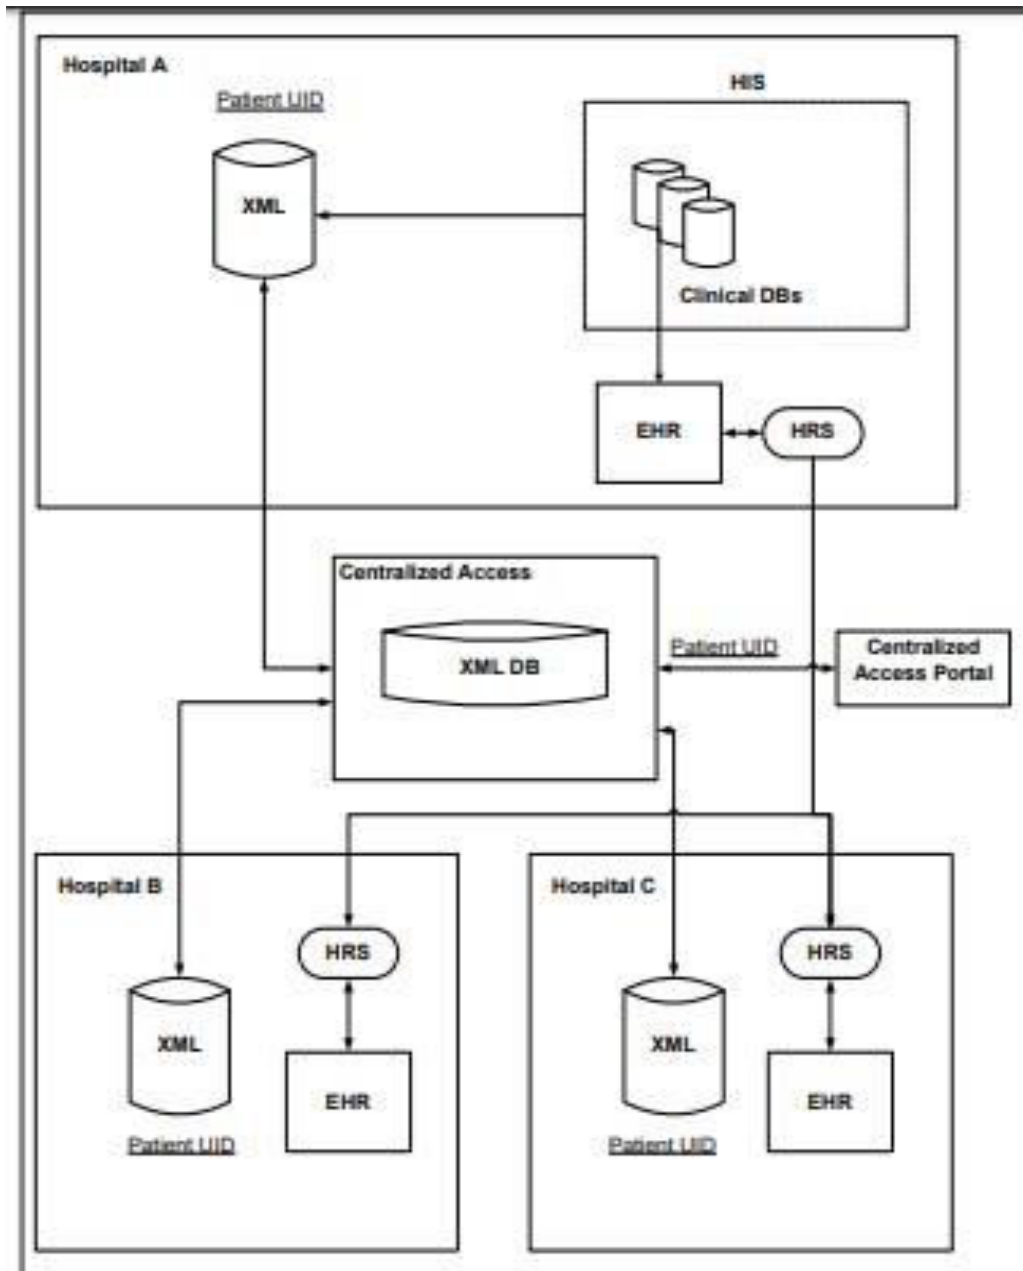 Hospital A
Patient UID
HIS
XML
Clinical DBs
EHR
HRS
Centralized Access
XML DB
Patient UID
Centralized
Access Portal
Hospital B
HRS
XML
EHR
Patient UID
Hospital C
HRS
XML
EHR
Patient UID